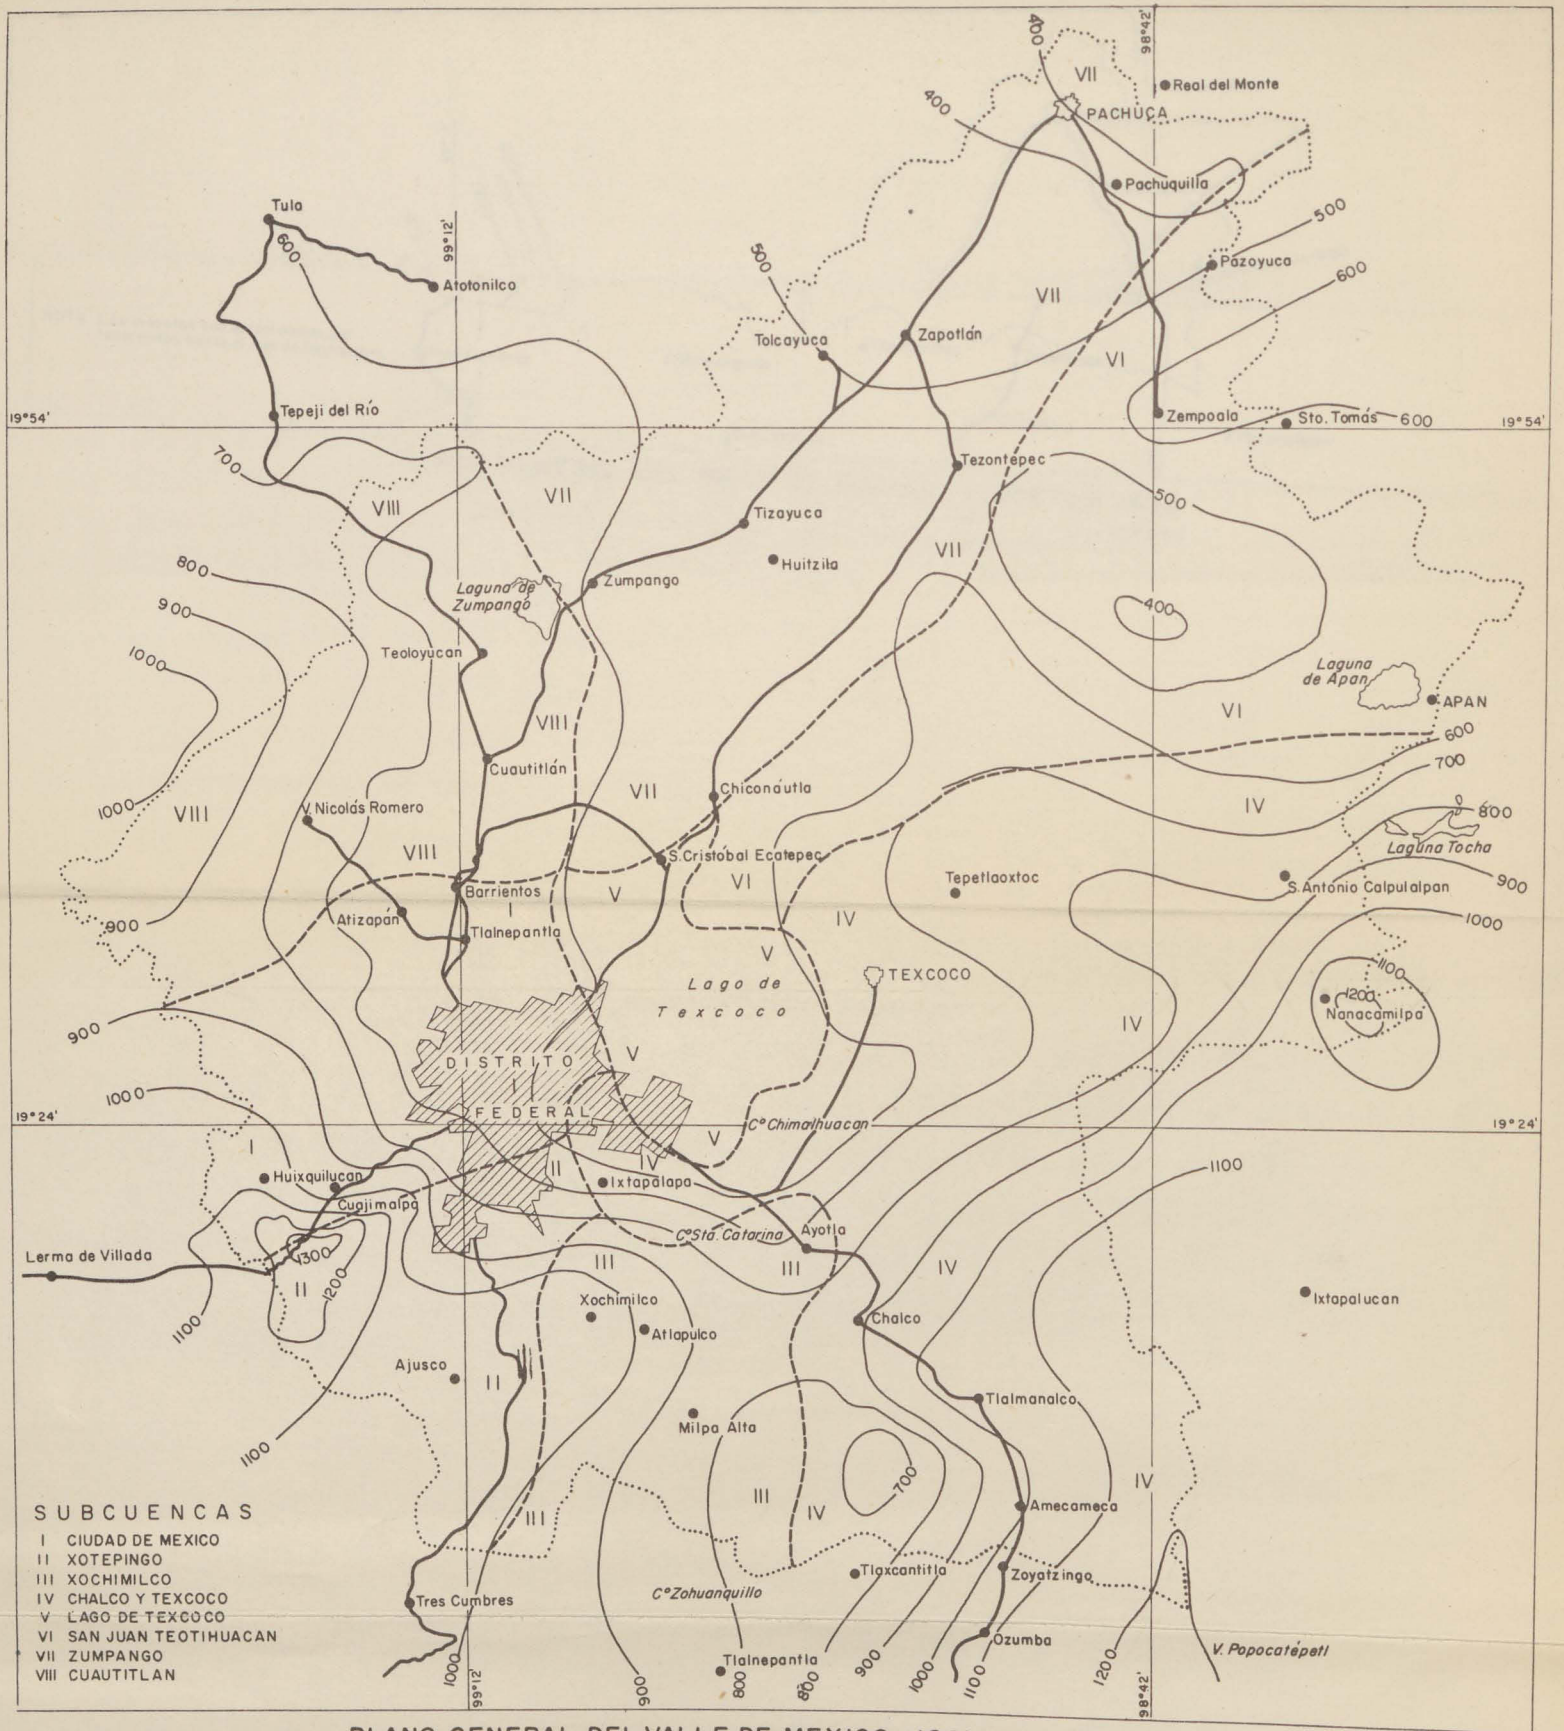 400
98°42'
VII
Real del Monte
400
PACHUCA
Pachuquilla
Tula
500
99°12'
600
500
Pazoyuca
Atotonilco
600
VII
Tolcayuca
Zapotlán
VI
Tepeji del Río
19°54'
Zempoala
Sto. Tomás
600
19°54'
700
Tezontepec
VIII
VII
500
Tizayuca
VII
800
Huitzila
Laguna de
Zumpango
Zumpango
900
400
1000
Teoloyucan
Laguna
de Apan
APAN
VI
VIII
600
Cuautitlán
700
VII
Chiconautla
1000
VIII
V. Nicolás Romero
IV
800
Laguna Tocha
VIII
S. Cristóbal Ecatepec
Tepetlaoxtoc
900
S. Antonio Calpulalpan
Barrientos
V
VI
I
IV
Atizapán
900
1000
Tlalnepantla
V
1100
Lago de
TEXCOCO
Texcoco
1200
Nanacamilpa
900
IV
V
DISTRITO
I
1000
FEDERAL
19°24'
C° Chimalhuacan
19°24'
V
I
II
IV
1100
Huixquilucan
Ixtapalapa
Cuajimalpa
C° Sta. Catarina
Ayotla
Lerma de Villada
1300
III
III
IV
II
1200
Xochimilco
Ixtapalucan
1100
Atlapulco
Chalco
Ajusco
II
Tlalmanalco
Milpa Alta
1100
700
IV
III
IV
Amecameca
III
SUBCUENCAS
I CIUDAD DE MEXICO
II XOTEPINGO
III XOCHIMILCO
IV CHALCO Y TEXCOCO
V LAGO DE TEXCOCO
VI SAN JUAN TEOTIHUACAN
VII ZUMPANGO
VIII CUAUTITLAN
Tlaxcantitla
Zoyatzingo
C° Zohuanquillo
Tres Cumbres
Ozumba
V. Popocatépetl
Tlalnepantla
1000
99°12'
900
800
800
900
1000
1100
1200
98°42'
PLANO GENERAL DEL VALLE DE MEXICO